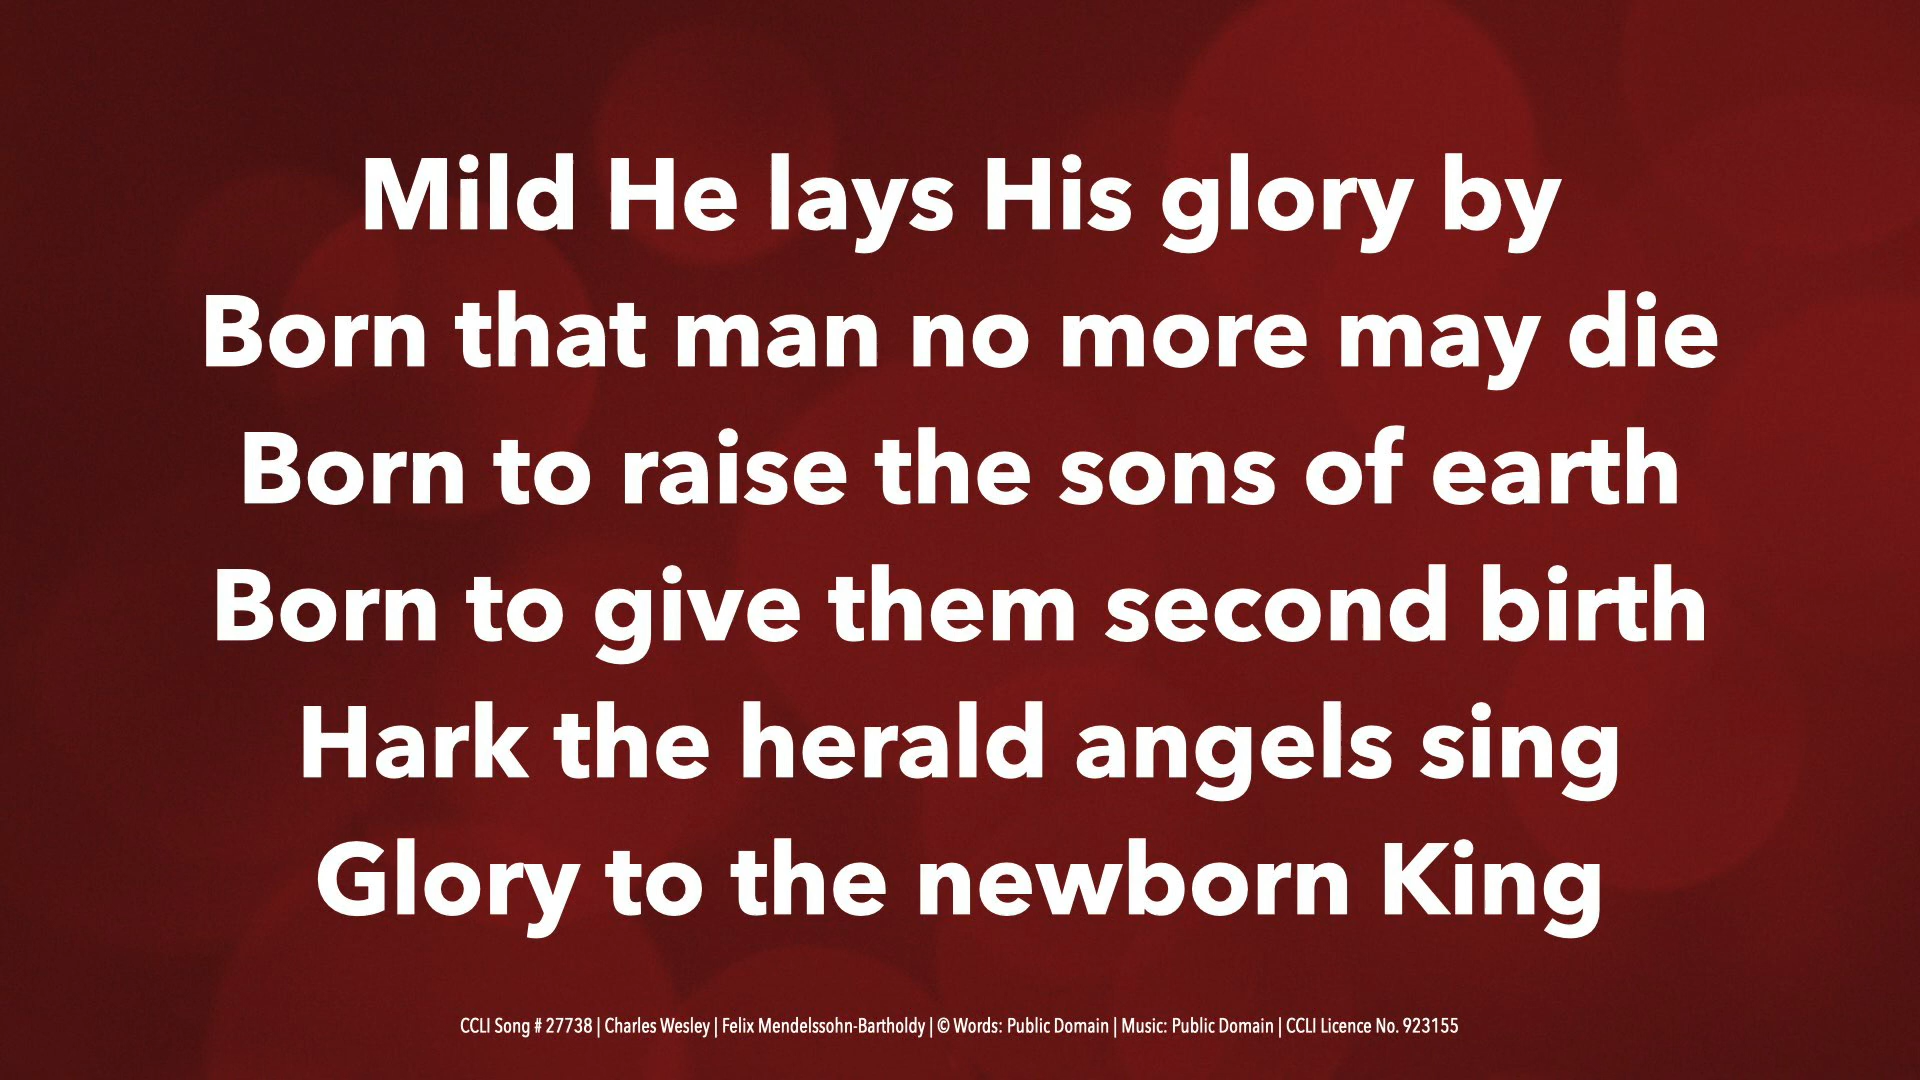 Mild He lays His glory by
Born that man no more may die
Born to raise the sons of earth
Born to give them second birth
Hark the herald angels sing
Glory to the newborn King
CCLI Song # 27738 | Charles Wesley | Felix Mendelssohn-Bartholdy | © Words: Public Domain | Music: Public Domain | CCLI Licence No. 923155